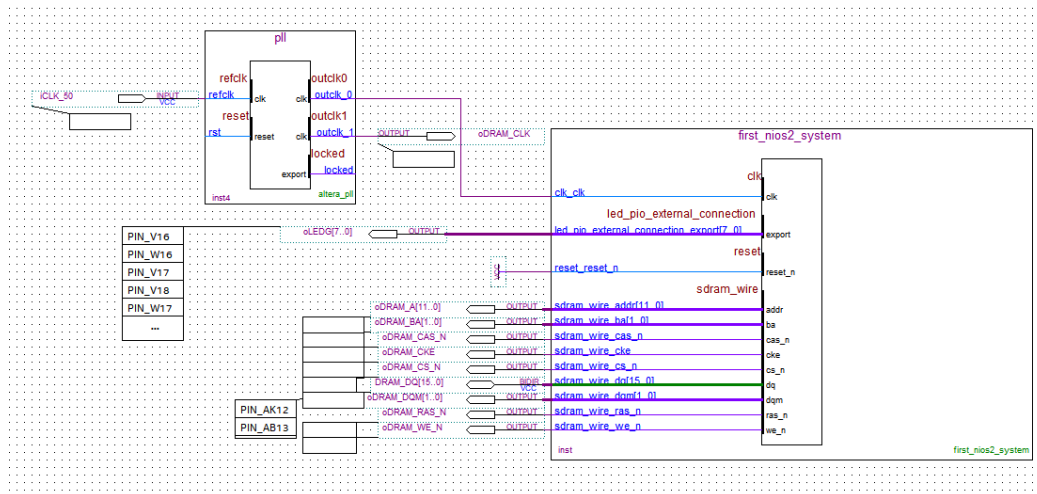 pll
refclk
refclk
clk
reset
rst
reset
outclk0
outclk_0
clk
outclk1
outclk_1
clk
locked
locked
export
inst4
altera_pll
iCLK_50
INPUT
VCC
OUTPUT
oDRAM_CLK
first_nios2_system
clk
clk_clk
clk
led_pio_external_connection
led_pio_external_connection_export[7..0]
export
reset
reset_reset_n
reset_n
sdram_wire
sdram_wire_addr[11..0]
addr
sdram_wire_ba[1..0]
ba
sdram_wire_cas_n
cas_n
sdram_wire_cke
cke
sdram_wire_cs_n
cs_n
sdram_wire_dq[15..0]
dq
sdram_wire_dqm[1..0]
dqm
sdram_wire_ras_n
ras_n
sdram_wire_we_n
we_n
inst
first_nios2_system
oLEDG[7..0]
OUTPUT
VCC
PIN_V16
PIN_W16
PIN_V17
PIN_V18
PIN_W17
...
oDRAM_A[11..0]
OUTPUT
oDRAM_BA[1..0]
OUTPUT
oDRAM_CAS_N
OUTPUT
oDRAM_CKE
OUTPUT
oDRAM_CS_N
OUTPUT
DRAM_DQ[15..0]
BIDIR
VCC
oDRAM_DQM[1..0]
OUTPUT
oDRAM_RAS_N
OUTPUT
oDRAM_WE_N
OUTPUT
PIN_AK12
PIN_AB13